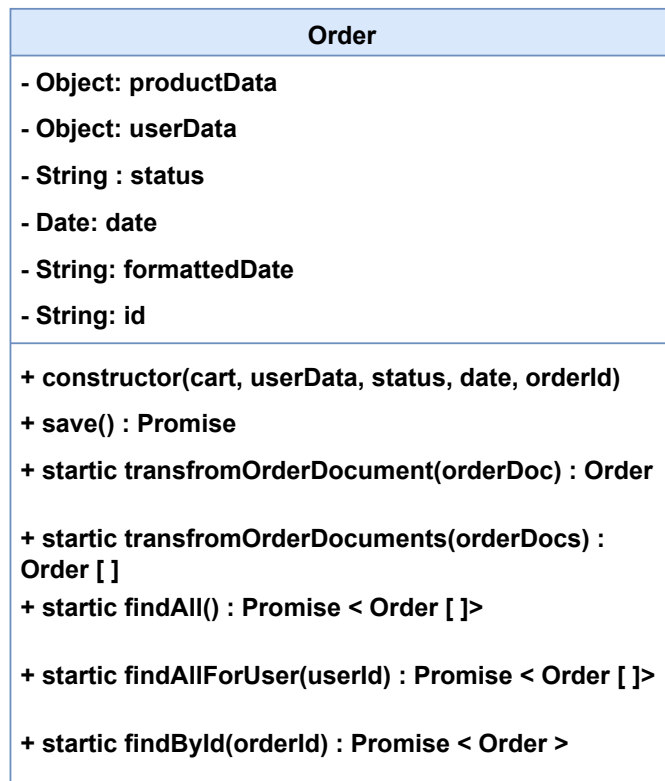 Order
- Object: productData
- Object: userData
- String : status
- Date: date
- String: formattedDate
- String: id
+ constructor(cart, userData, status, date, orderId)
+ save() : Promise
+ startic transfromOrderDocument(orderDoc) : Order
+ startic transfromOrderDocuments(orderDocs) :
Order [ ]
+ startic findAll() : Promise < Order [ ]>
+ startic findAllForUser(userId) : Promise < Order [ ]>
+ startic findById(orderId) : Promise < Order >